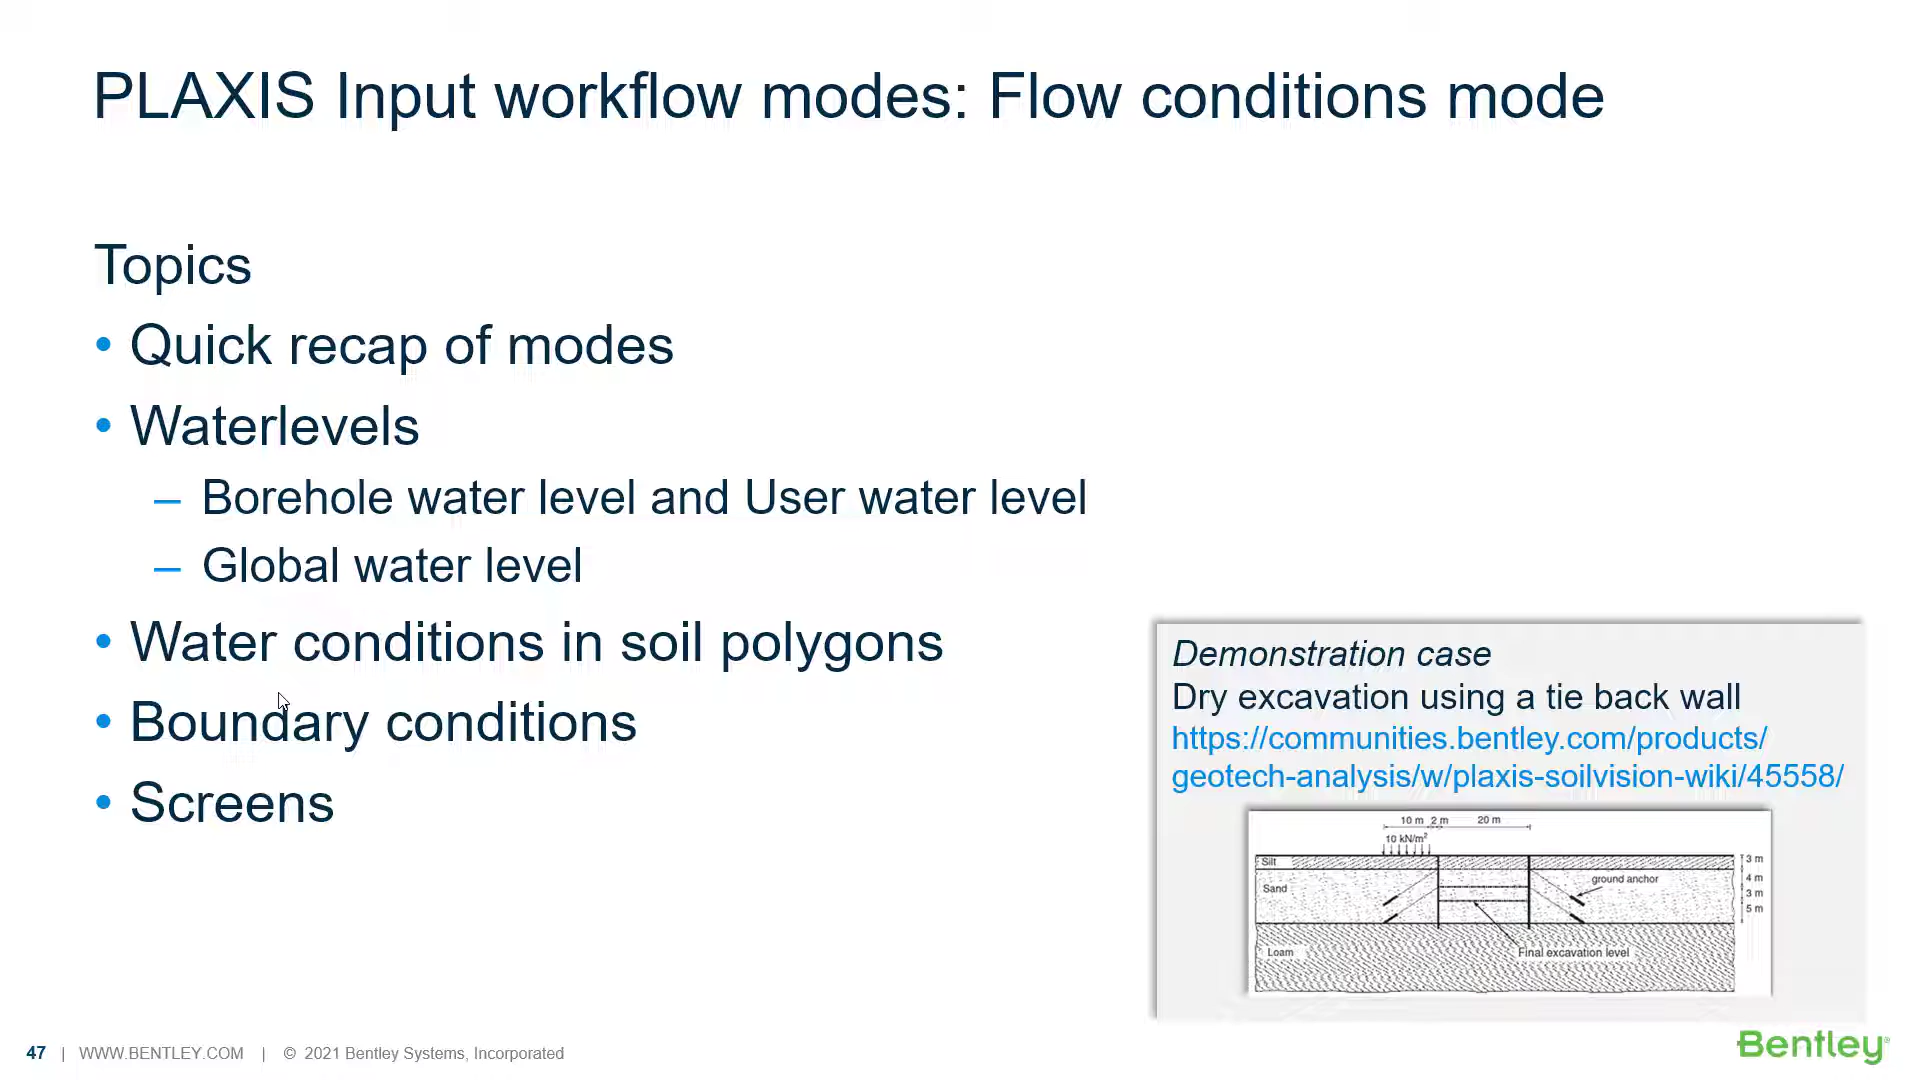 PLAXIS Input workflow modes: Flow conditions mode
Topics
• Quick recap of modes
• Waterlevels
– Borehole water level and User water level
– Global water level
• Water conditions in soil polygons
• Boundary conditions
• Screens
Demonstration case
Dry excavation using a tie back wall
https://communities.bentley.com/products/
geotech-analysis/w/plaxis-soilvision-wiki/45558/
10 m 2 m 20 m
10 kN/m²
Silt
3 m
4 m
Sand
ground anchor
3 m
5 m
Loam
Final excavation level
47 | WWW.BENTLEY.COM | © 2021 Bentley Systems, Incorporated
Bentley®